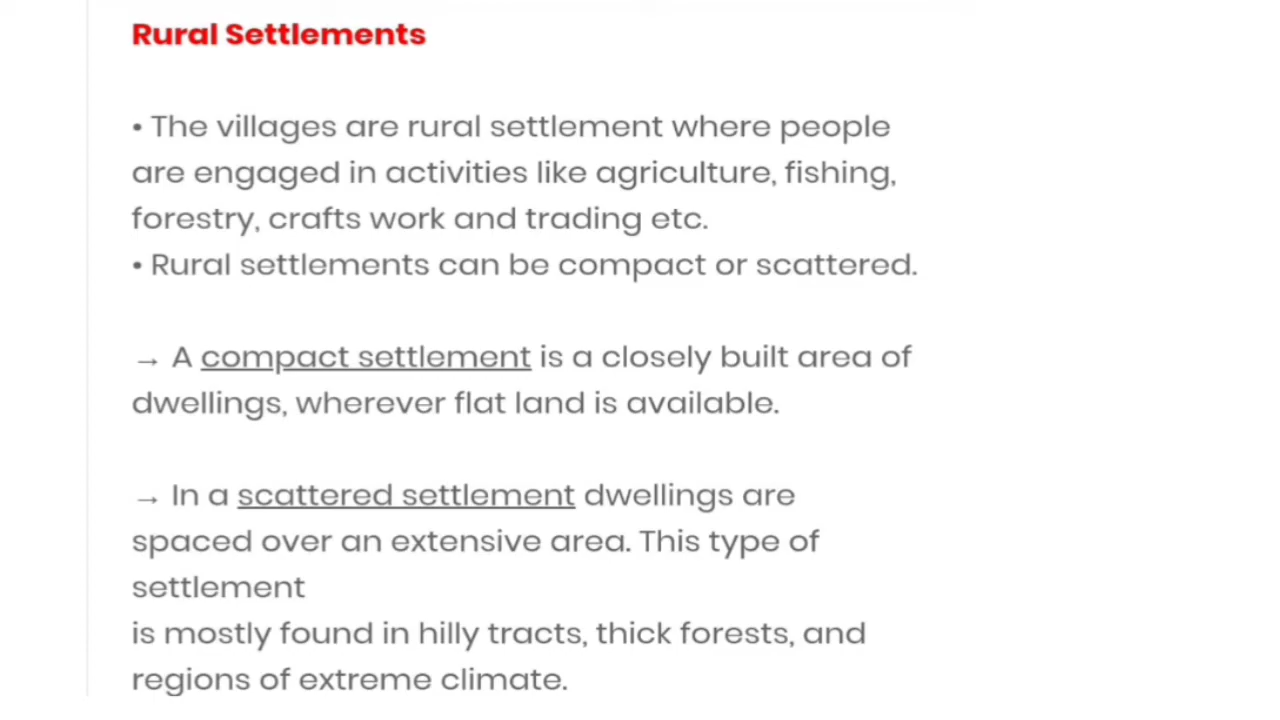 Rural Settlements
• The villages are rural settlement where people
are engaged in activities like agriculture, fishing,
forestry, crafts work and trading etc.
• Rural settlements can be compact or scattered.
→ A compact settlement is a closely built area of
dwellings, wherever flat land is available.
→ In a scattered settlement dwellings are
spaced over an extensive area. This type of
settlement
is mostly found in hilly tracts, thick forests, and
regions of extreme climate.